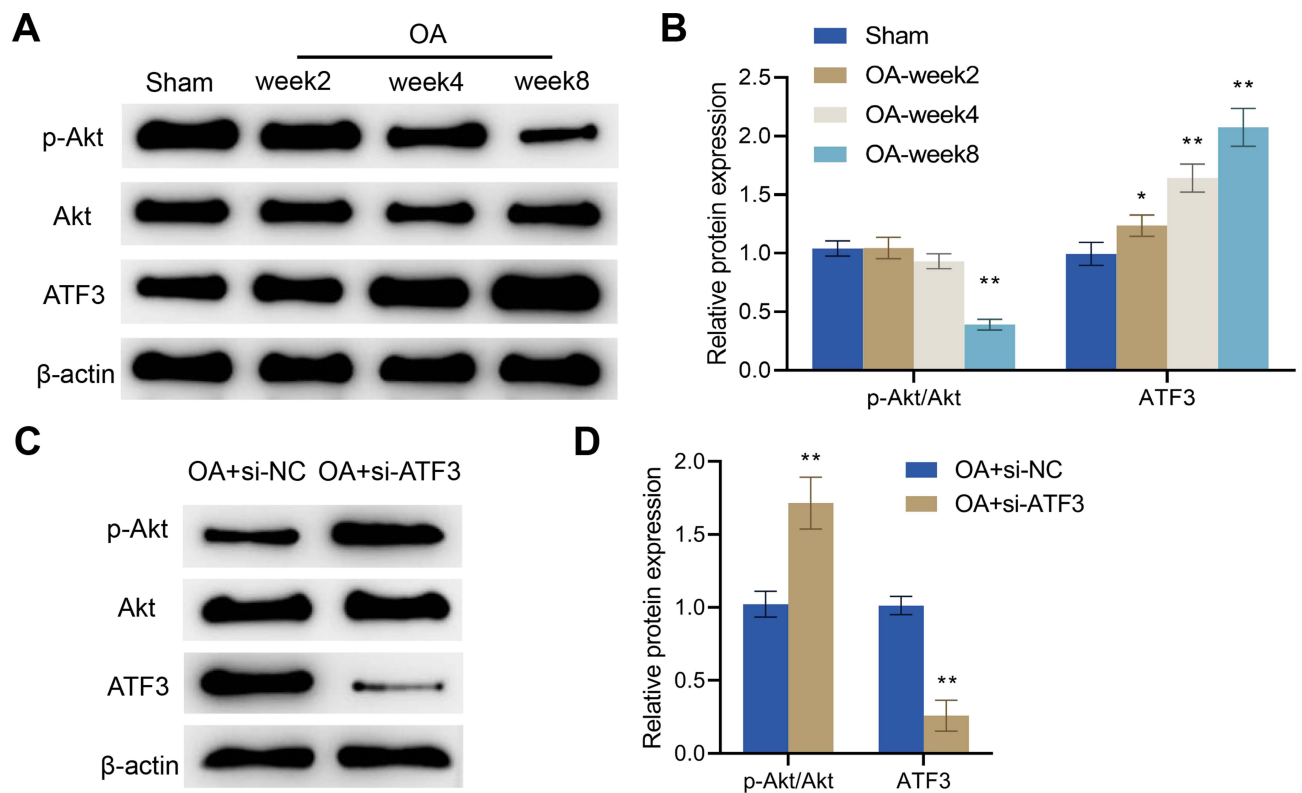 A
OA
Sham week2 week4 week8
p-Akt
Akt
ATF3
β-actin
B
Sham
OA-week2
OA-week4
OA-week8
Relative protein expression
2.5
2.0
1.5
1.0
0.5
0.0
**
*
**
**
p-Akt/Akt ATF3
C
OA+si-NC OA+si-ATF3
p-Akt
Akt
ATF3
β-actin
D
OA+si-NC
OA+si-ATF3
Relative protein expression
2.0
1.5
1.0
0.5
0.0
**
**
p-Akt/Akt ATF3